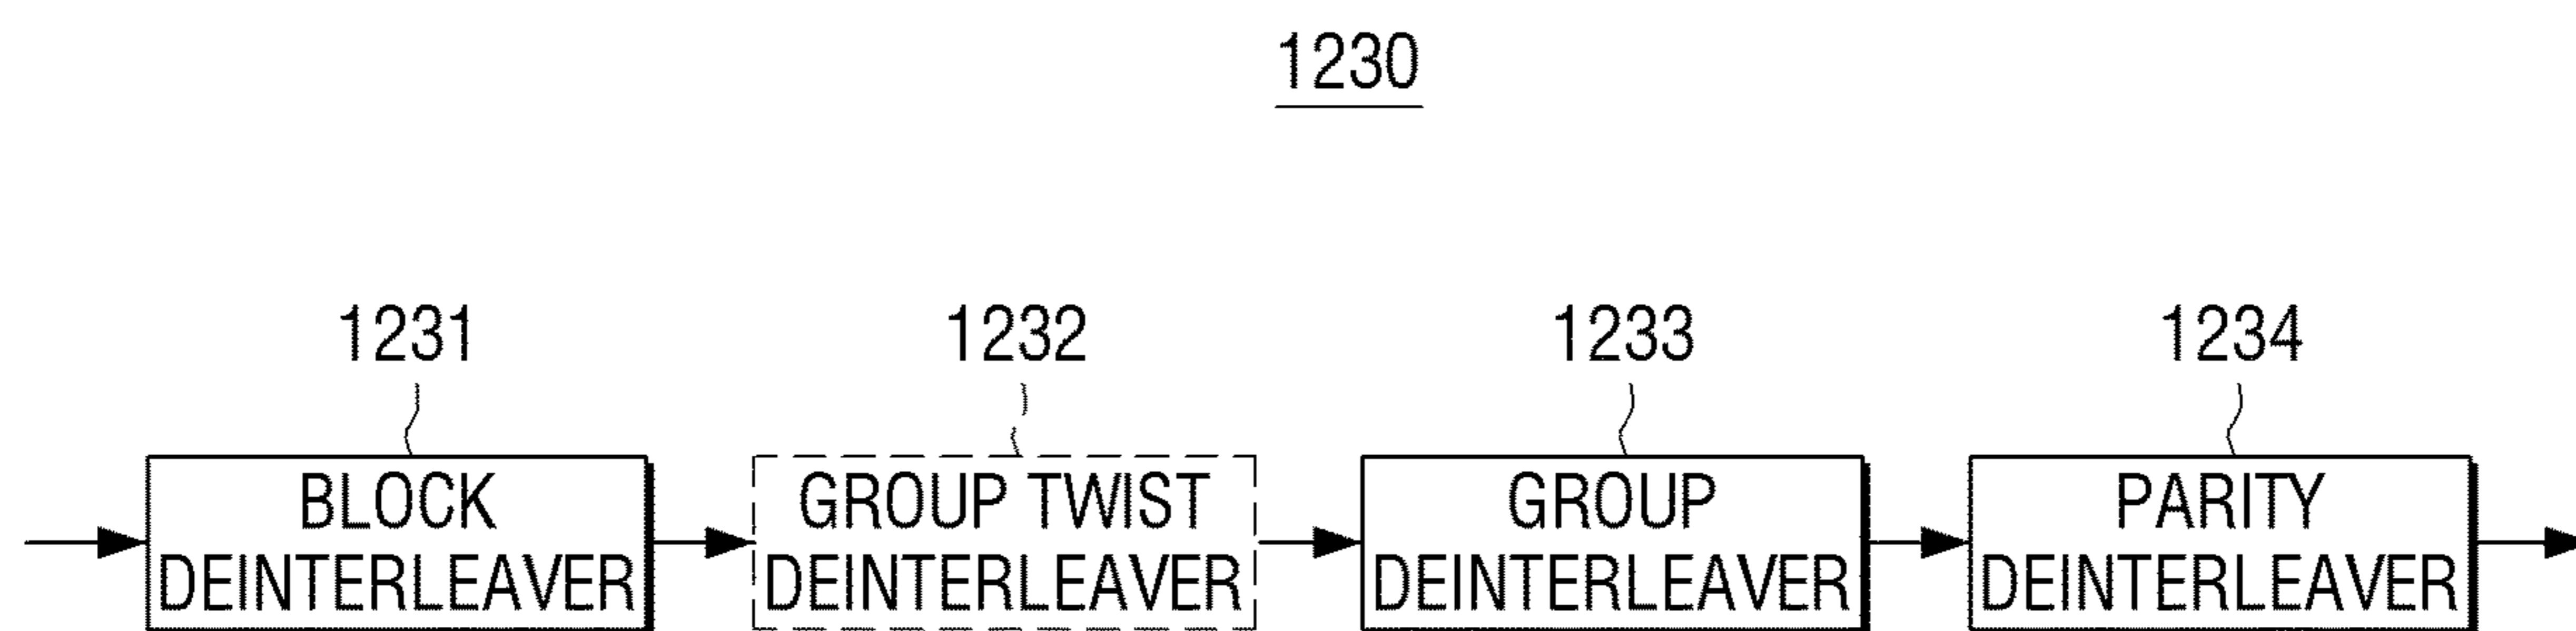 1230
1231
1232
1233
1234
BLOCK
DEINTERLEAVER
GROUP TWIST
DEINTERLEAVER
GROUP
DEINTERLEAVER
PARITY
DEINTERLEAVER